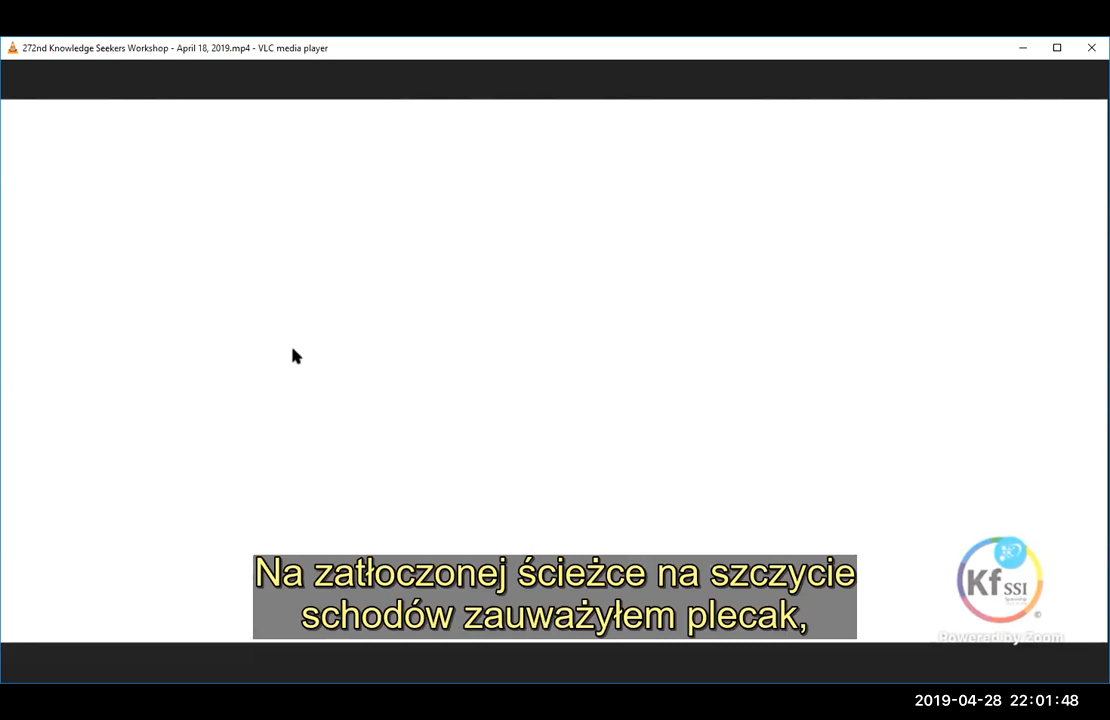 272nd Knowledge Seekers Workshop - April 18, 2019.mp4 - VLC media player
Na zatłoczonej ścieżce na szczycie
schodów zauważyłem plecak,
Kf SSI
©
Powered by Zoom
2019-04-28 22:01:48